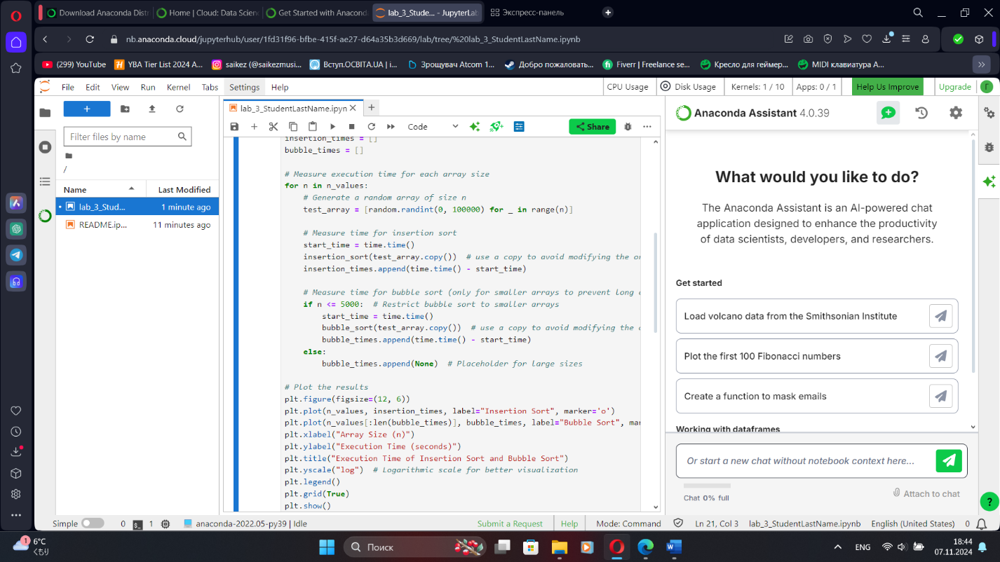 Download Anaconda Dist
Home | Cloud: Data Scien
Get Started with Anacond
lab_3_Stude... - JupyterLab
Экспресс-панель
nb.anaconda.cloud/jupyterhub/user/1fd31f96-bfbe-415f-ae27-d64a35b3d669/lab/tree/%20lab_3_StudentLastName.ipynb
(299) YouTube
YBA Tier List 2024 A...
saikez (@saikezmusi...
Вступ.ОСВІТА.UA | і...
Зрощувач Atcom 1...
Добро пожаловать...
Fiverr | Freelance se...
Кресло для геймер...
MIDI клавиатура А...
File Edit View Run Kernel Tabs Settings Help
CPU Usage
Disk Usage
Kernels: 1 / 10
Apps: 0 / 1
Help Us Improve
Upgrade
Г
Filter files by name
/
Name
Last Modified
lab_3_Stud...
1 minute ago
README.ip...
11 minutes ago
lab_3_StudentLastName.ipyn
Code
Share
insertion_times = []
bubble_times = []
# Measure execution time for each array size
for n in n_values:
# Generate a random array of size n
test_array = [random.randint(0, 100000) for _ in range(n)]
# Measure time for insertion sort
start_time = time.time()
insertion_sort(test_array.copy()) # use a copy to avoid modifying the or
insertion_times.append(time.time() - start_time)
# Measure time for bubble sort (only for smaller arrays to prevent long e
if n <= 5000: # Restrict bubble sort to smaller arrays
start_time = time.time()
bubble_sort(test_array.copy()) # use a copy to avoid modifying the o
bubble_times.append(time.time() - start_time)
else:
bubble_times.append(None) # Placeholder for large sizes
# Plot the results
plt.figure(figsize=(12, 6))
plt.plot(n_values, insertion_times, label="Insertion Sort", marker='o')
plt.plot(n_values[:len(bubble_times)], bubble_times, label="Bubble Sort", mar
plt.xlabel("Array Size (n)")
plt.ylabel("Execution Time (seconds)")
plt.title("Execution Time of Insertion Sort and Bubble Sort")
plt.yscale("log") # Logarithmic scale for better visualization
plt.legend()
plt.grid(True)
plt.show()
Anaconda Assistant 4.0.39
What would you like to do?
The Anaconda Assistant is an AI-powered chat
application designed to enhance the productivity
of data scientists, developers, and researchers.
Get started
Load volcano data from the Smithsonian Institute
Plot the first 100 Fibonacci numbers
Create a function to mask emails
Working with dataframes
Or start a new chat without notebook context here...
Chat 0% full
Attach to chat
?
Simple
0
1
anaconda-2022.05-py39 | Idle
Submit a Request
Help
Mode: Command
Ln 21, Col 3
lab_3_StudentLastName.ipynb
English (United States)
0
1
6°C
くもり
Поиск
ENG
18:44
07.11.2024